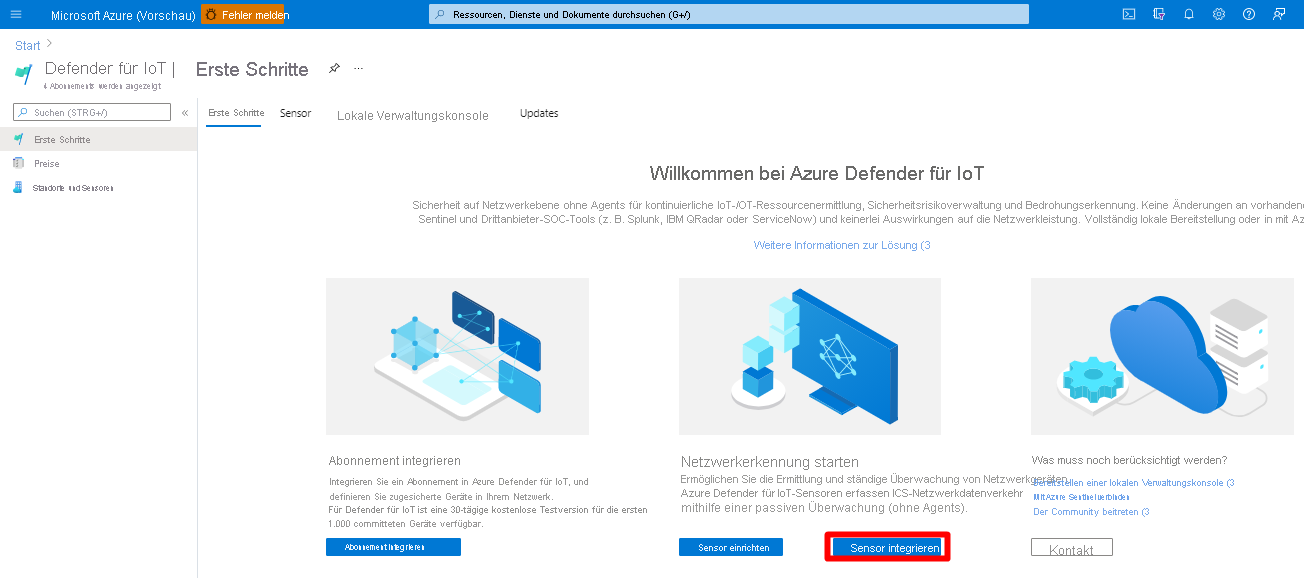 Microsoft Azure (Vorschau)
Fehler melden
Ressourcen, Dienste und Dokumente durchsuchen (G+/)
Start
Defender für IoT |
Erste Schritte
4 Abonnements werden angezeigt
Suchen (STRG+/)
Erste Schritte
Preise
Standorte und Sensoren
Erste Schritte
Sensor
Lokale Verwaltungskonsole
Updates
Willkommen bei Azure Defender für IoT
Sicherheit auf Netzwerkebene ohne Agents für kontinuierliche IoT-/OT-Ressourcenermittlung, Sicherheitsrisikoverwaltung und Bedrohungserkennung. Keine Änderungen an vorhandene
Sentinel und Drittanbieter-SOC-Tools (z. B. Splunk, IBM QRadar oder ServiceNow) und keinerlei Auswirkungen auf die Netzwerkleistung. Vollständig lokale Bereitstellung oder in mit Az
Weitere Informationen zur Lösung (3
Abonnement integrieren
Integrieren Sie ein Abonnement in Azure Defender für IoT, und
definieren Sie zugesicherte Geräte in Ihrem Netzwerk.
Für Defender für IoT ist eine 30-tägige kostenlose Testversion für die ersten
1.000 committeten Geräte verfügbar.
Abonnement integrieren
Netzwerkerkennung starten
Ermöglichen Sie die Ermittlung und ständige Überwachung von Netzwerkgeräten.
Azure Defender für IoT-Sensoren erfassen ICS-Netzwerkdatenverkehr
mithilfe einer passiven Überwachung (ohne Agents).
Sensor einrichten
Sensor integrieren
Was muss noch berücksichtigt werden?
Bereitstellen einer lokalen Verwaltungskonsole (3
Mit Azure Sentinel verbinden
Der Community beitreten (3
Kontakt